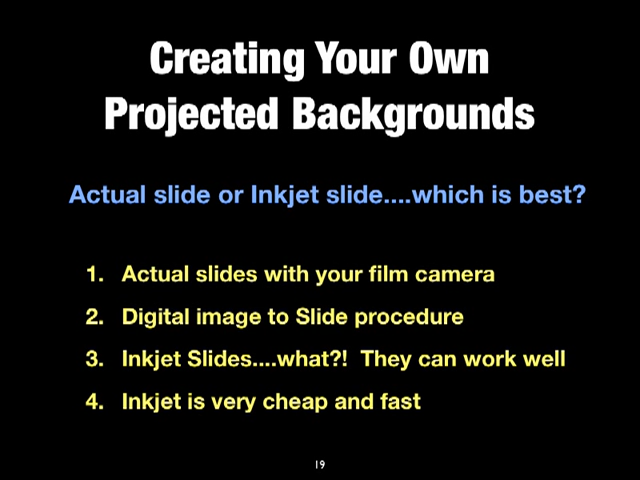 Creating Your Own
Projected Backgrounds
Actual slide or Inkjet slide....which is best?
1. Actual slides with your film camera
2. Digital image to Slide procedure
3. Inkjet Slides....what?! They can work well
4. Inkjet is very cheap and fast
19